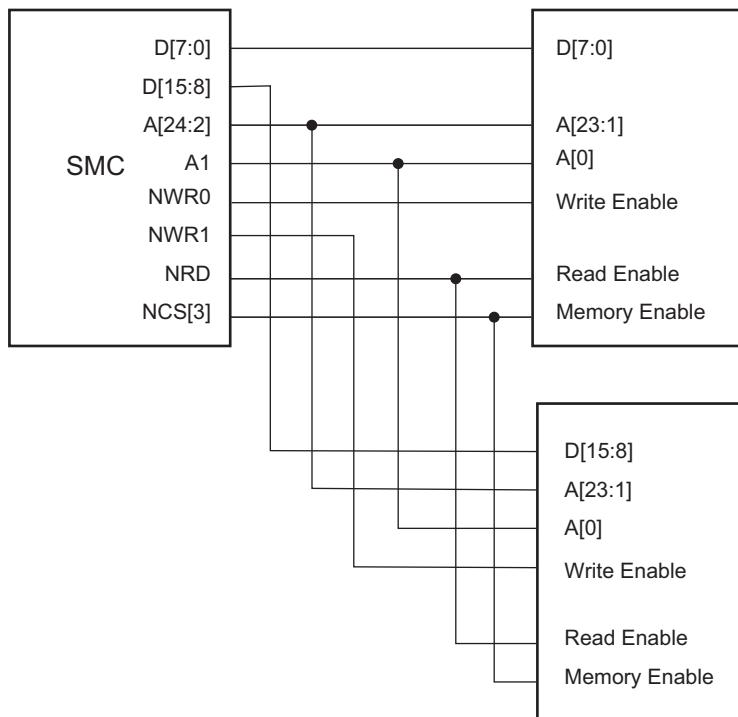 D[7:0]
D[15:8]
A[24:2]
A1
NWR0
NWR1
NRD
NCS[3]
SMC
D[7:0]
A[23:1]
A[0]
Write Enable
Read Enable
Memory Enable
D[15:8]
A[23:1]
A[0]
Write Enable
Read Enable
Memory Enable